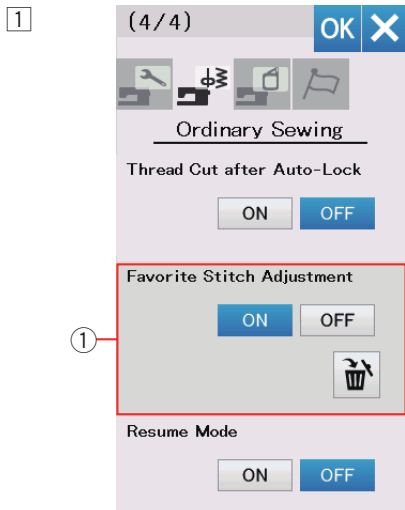 1
(4/4)
OK
Ordinary Sewing
Thread Cut after Auto-Lock
ON OFF
Favorite Stitch Adjustment
ON OFF
①
Resume Mode
ON OFF